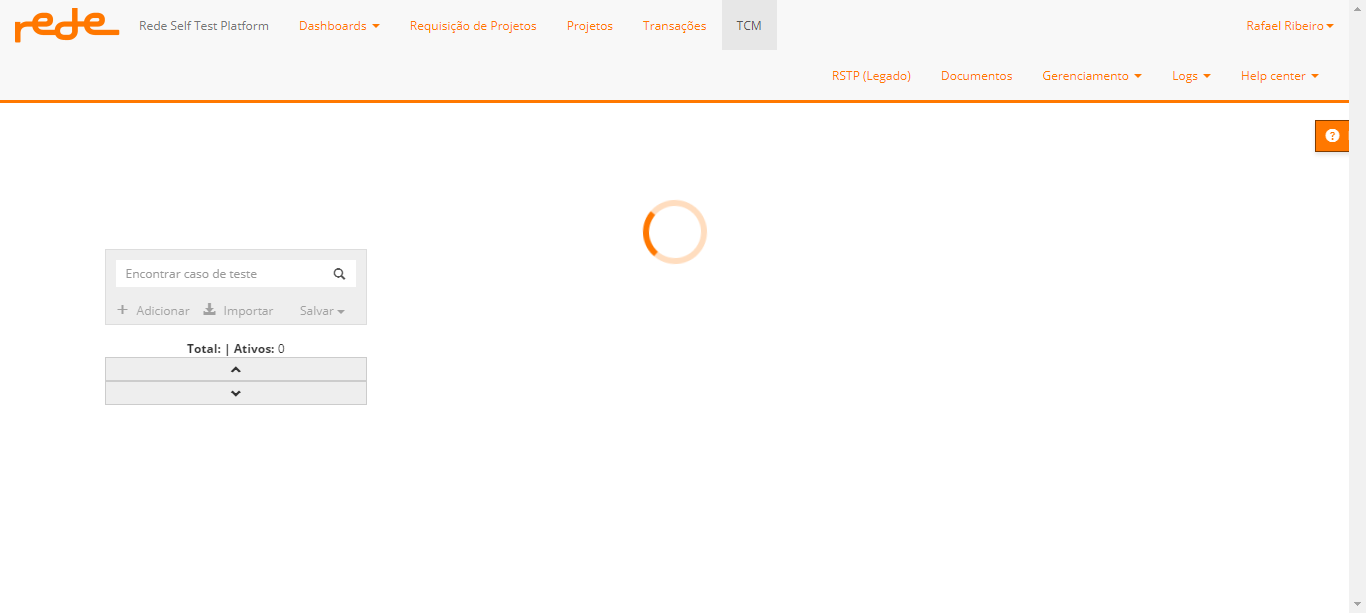 rede Rede Self Test Platform Dashboards Requisição de Projetos Projetos Transações TCM Rafael Ribeiro
RSTP (Legado) Documentos Gerenciamento Logs Help center
Encontrar caso de teste
Adicionar Importar Salvar
Total: | Ativos: 0